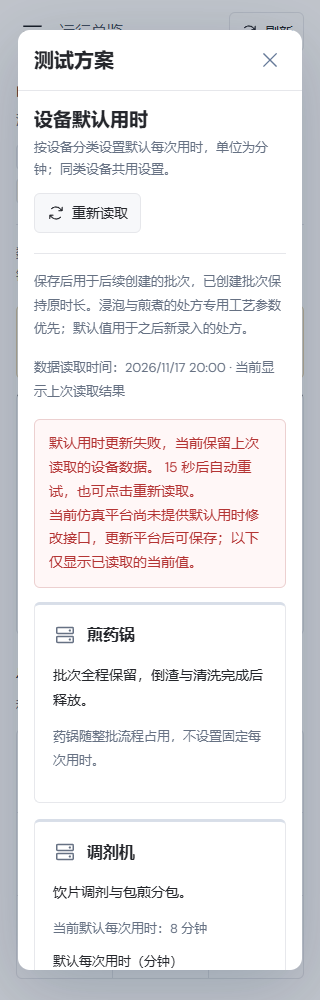 运行总览
刷新
测试方案
设备默认用时
按设备分类设置默认每次用时，单位为分
钟；同类设备共用设置。
重新读取
保存后用于后续创建的批次，已创建批次保
持原时长。浸泡与煎煮的处方专用工艺参数
优先；默认值用于之后新录入的处方。
数据读取时间：2026/11/17 20:00 · 当前显
示上次读取结果
默认用时更新失败，当前保留上次
读取的设备数据。 15 秒后自动重
试，也可点击重新读取。
当前仿真平台尚未提供默认用时修
改接口，更新平台后可保存；以下
仅显示已读取的当前值。
煎药锅
批次全程保留，倒渣与清洗完成后
释放。
药锅随整批流程占用，不设置固定每
次用时。
调剂机
饮片调剂与包煎分包。
当前默认每次用时：8 分钟
默认每次用时（分钟）